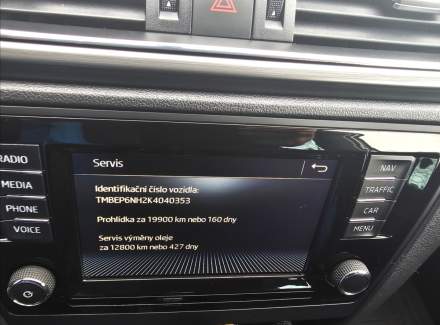 Servis
RADIO
MEDIA
PHONE
VOICE
Identifikační číslo vozidla:
TMBEP6NH2K4040353
Prohlídka za 19900 km nebo 160 dny
Servis výměny oleje
za 12800 km nebo 427 dny
NAV
TRAFFIC
CAR
MENU